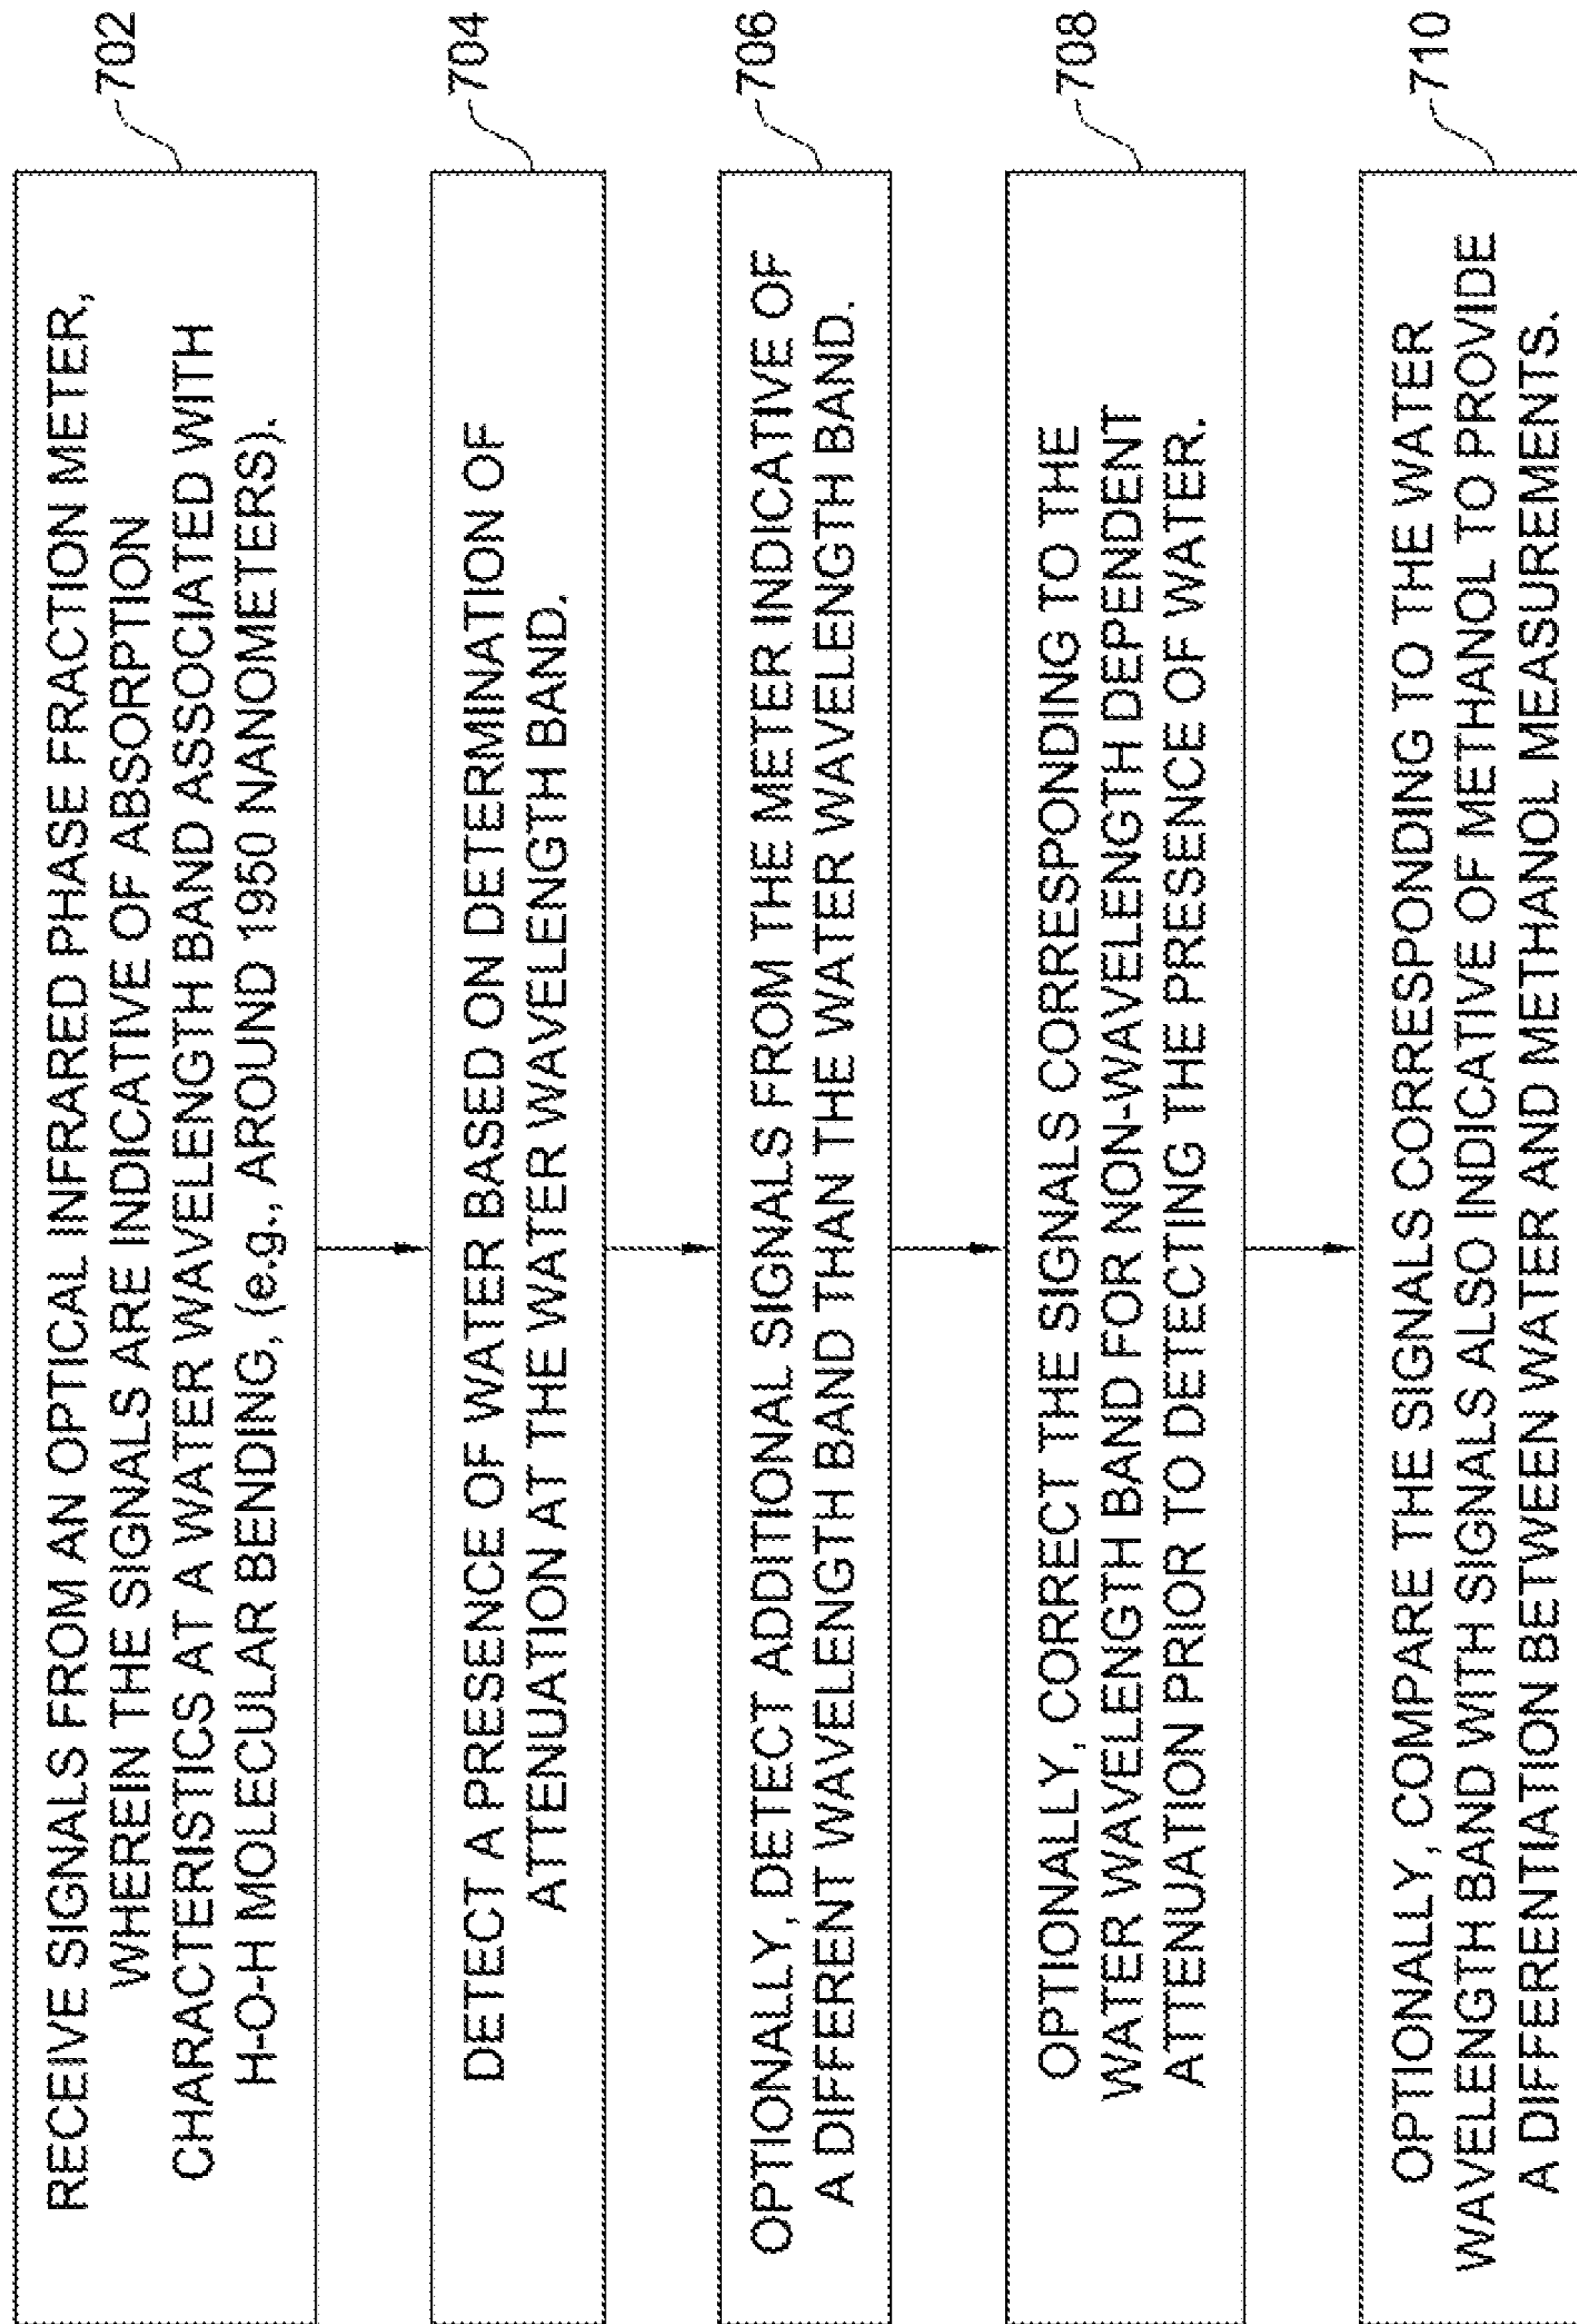 RECEIVE SIGNALS FROM AN OPTICAL INFRARED PHASE FRACTION METER,
WHEREIN THE SIGNALS ARE INDICATIVE OF ABSORPTION
CHARACTERISTICS AT A WATER WAVELENGTH BAND ASSOCIATED WITH
H-O-H MOLECULAR BENDING, (e.g., AROUND 1950 NANOMETERS).
702
DETECT A PRESENCE OF WATER BASED ON DETERMINATION OF
ATTENUATION AT THE WATER WAVELENGTH BAND.
704
OPTIONALLY, DETECT ADDITIONAL SIGNALS FROM THE METER INDICATIVE OF
A DIFFERENT WAVELENGTH BAND THAN THE WATER WAVELENGTH BAND.
706
OPTIONALLY, CORRECT THE SIGNALS CORRESPONDING TO THE
WATER WAVELENGTH BAND FOR NON-WAVELENGTH DEPENDENT
ATTENUATION PRIOR TO DETECTING THE PRESENCE OF WATER.
708
OPTIONALLY, COMPARE THE SIGNALS CORRESPONDING TO THE WATER
WAVELENGTH BAND WITH SIGNALS ALSO INDICATIVE OF METHANOL TO PROVIDE
A DIFFERENTIATION BETWEEN WATER AND METHANOL MEASUREMENTS.
710